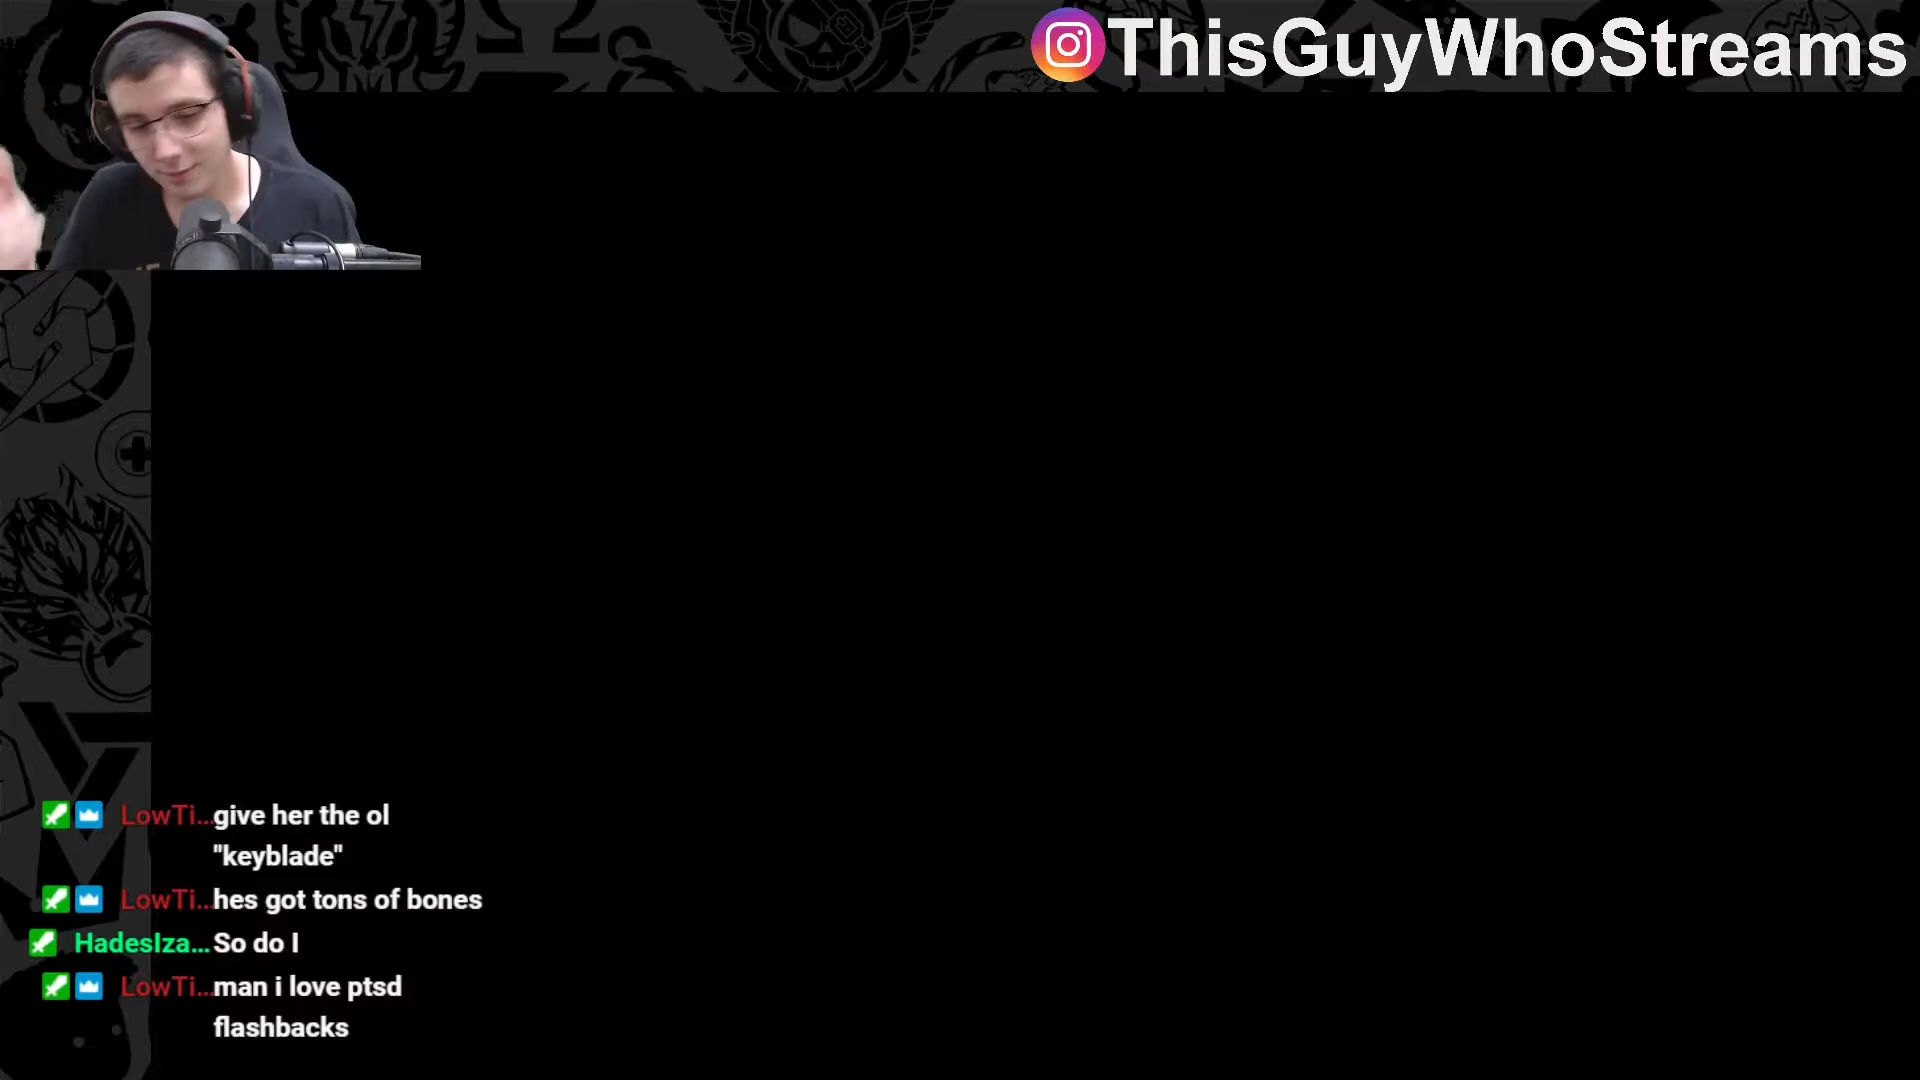 ThisGuyWhoStreams
LowTi...give her the ol
"keyblade"
LowTi...hes got tons of bones
HadesIza...So do I
LowTi...man i love ptsd
flashbacks